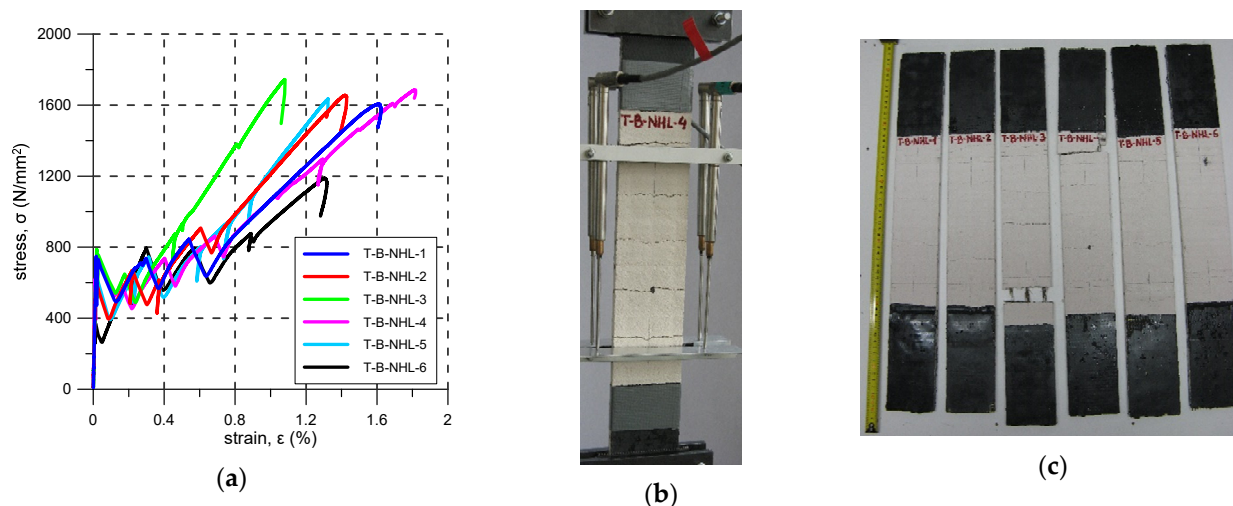 2000
1600
1200
800
400
0
stress, σ (N/mm²)
0
0.4
0.8
1.2
1.6
2
strain, ε (%)
T-B-NHL-1
T-B-NHL-2
T-B-NHL-3
T-B-NHL-4
T-B-NHL-5
T-B-NHL-6
(a)
T-B-NHL-4
(b)
T-B-NHL-1
T-B-NHL-2
T-B-NHL 3
T-B-NHL-
T-B-NHL-5
T-B-NHL-6
(c)